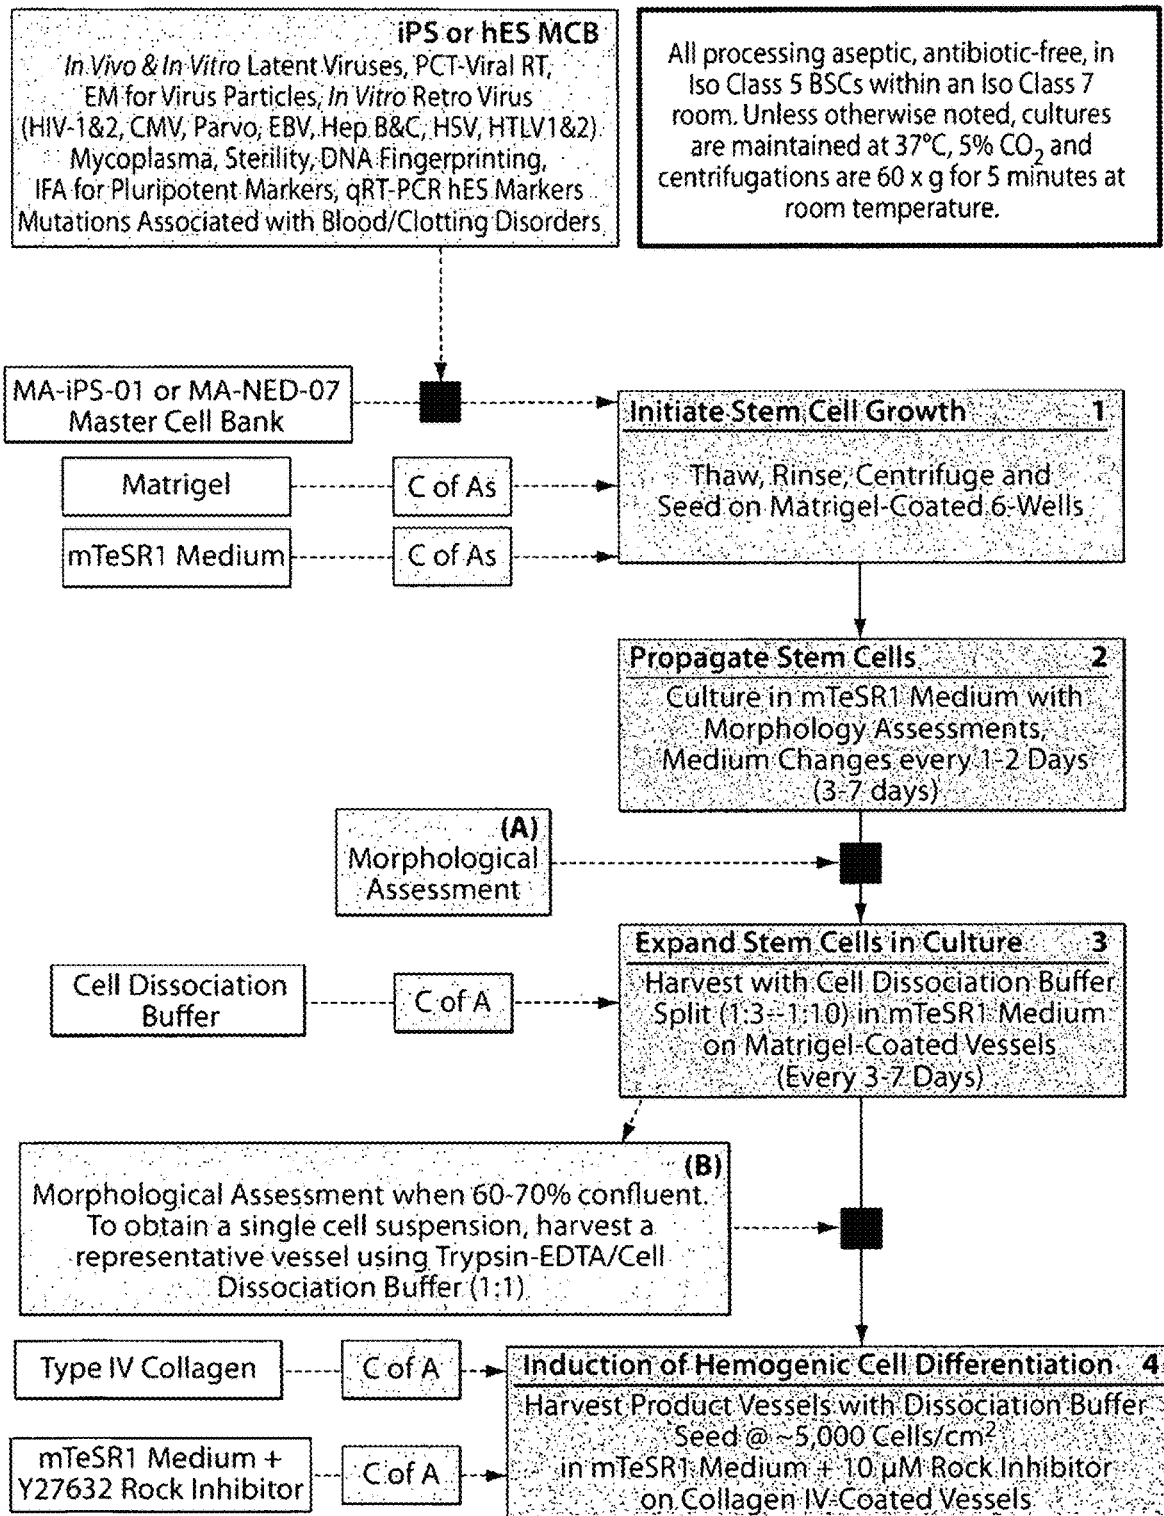 iPS or hES MCB
In Vivo & In Vitro Latent Viruses, PCT-Viral RT,
EM for Virus Particles, In Vitro Retro Virus
(HIV-1&2, CMV, Parvo, EBV, Hep B&C, HSV, HTLV1&2)
Mycoplasma, Sterility, DNA Fingerprinting,
IFA for Pluripotent Markers, qRT-PCR hES Markers
Mutations Associated with Blood/Clotting Disorders
All processing aseptic, antibiotic-free, in
Iso Class 5 BSCs within an Iso Class 7
room. Unless otherwise noted, cultures
are maintained at 37°C, 5% CO2 and
centrifugations are 60 x g for 5 minutes at
room temperature.
MA-iPS-01 or MA-NED-07
Master Cell Bank
Initiate Stem Cell Growth 1
Thaw, Rinse, Centrifuge and
Seed on Matrigel-Coated 6-Wells
Matrigel
C of As
mTeSR1 Medium
C of As
Propagate Stem Cells 2
Culture in mTeSR1 Medium with
Morphology Assessments,
Medium Changes every 1-2 Days
(3-7 days)
(A)
Morphological
Assessment
Expand Stem Cells in Culture 3
Harvest with Cell Dissociation Buffer
Split (1:3--1:10) in mTeSR1 Medium
on Matrigel-Coated Vessels
(Every 3-7 Days)
Cell Dissociation
Buffer
C of A
(B)
Morphological Assessment when 60-70% confluent.
To obtain a single cell suspension, harvest a
representative vessel using Trypsin-EDTA/Cell
Dissociation Buffer (1:1)
Type IV Collagen
C of A
Induction of Hemogenic Cell Differentiation 4
Harvest Product Vessels with Dissociation Buffer
Seed @ ~5,000 Cells/cm²
in mTeSR1 Medium + 10 µM Rock Inhibitor
on Collagen IV-Coated Vessels
mTeSR1 Medium +
Y27632 Rock Inhibitor
C of A